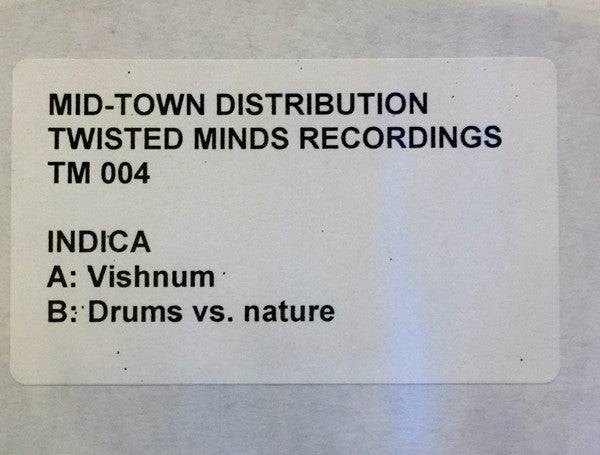 MID-TOWN DISTRIBUTION
TWISTED MINDS RECORDINGS
TM 004
INDICA
A: Vishnum
B: Drums vs. nature